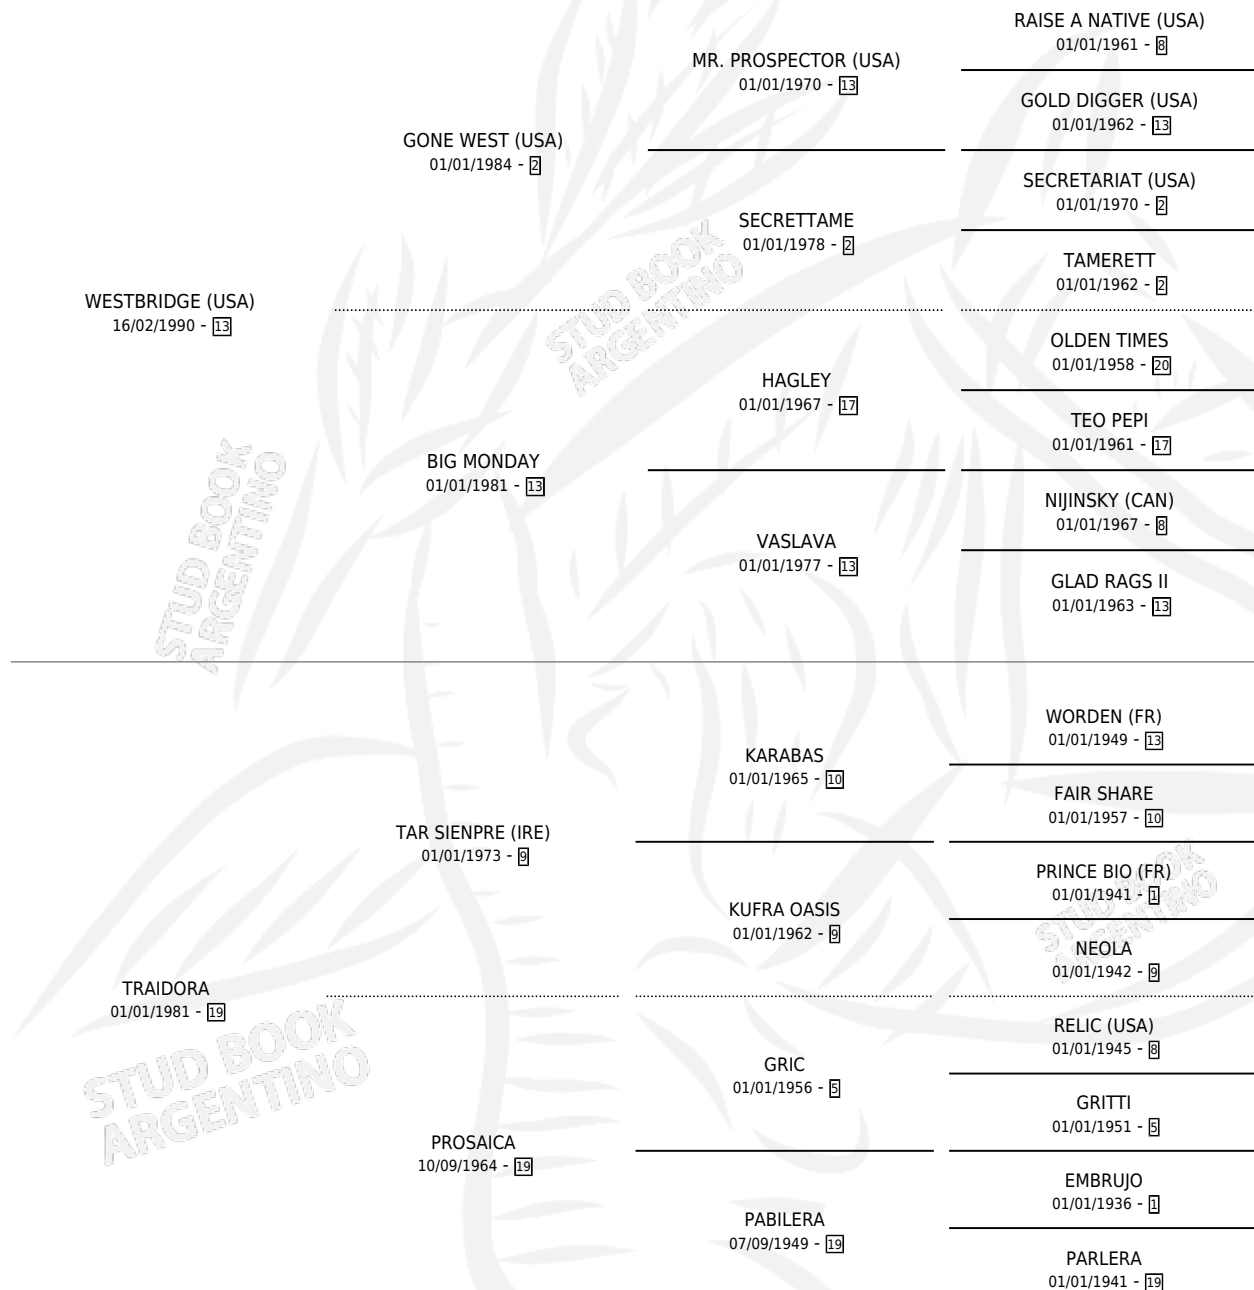 RAISE A NATIVE (USA)
01/01/1961 - 8
MR. PROSPECTOR (USA)
01/01/1970 - 13
GOLD DIGGER (USA)
01/01/1962 - 13
GONE WEST (USA)
01/01/1984 - 2
SECRETARIAT (USA)
01/01/1970 - 2
SECRETTAME
01/01/1978 - 2
TAMERETT
01/01/1962 - 2
WESTBRIDGE (USA)
16/02/1990 - 13
OLDEN TIMES
01/01/1958 - 20
HAGLEY
01/01/1967 - 17
TEO PEPI
01/01/1961 - 17
BIG MONDAY
01/01/1981 - 13
NIJINSKY (CAN)
01/01/1967 - 8
VASLAVA
01/01/1977 - 13
GLAD RAGS II
01/01/1963 - 13
WORDEN (FR)
01/01/1949 - 13
KARABAS
01/01/1965 - 10
FAIR SHARE
01/01/1957 - 10
TAR SIENPRE (IRE)
01/01/1973 - 9
PRINCE BIO (FR)
01/01/1941 - 1
KUFRA OASIS
01/01/1962 - 9
NEOLA
01/01/1942 - 9
TRAIDORA
01/01/1981 - 19
RELIC (USA)
01/01/1945 - 8
GRIC
01/01/1956 - 5
GRITTI
01/01/1951 - 5
PROSAICA
10/09/1964 - 19
EMBRUJO
01/01/1936 - 1
PABILERA
07/09/1949 - 19
PARLERA
01/01/1941 - 19
STUD BOOK
ARGENTINO
STUD BOOK
ARGENTINO
STUD BOOK
ARGENTINO
STUD BOOK
ARGENTINO